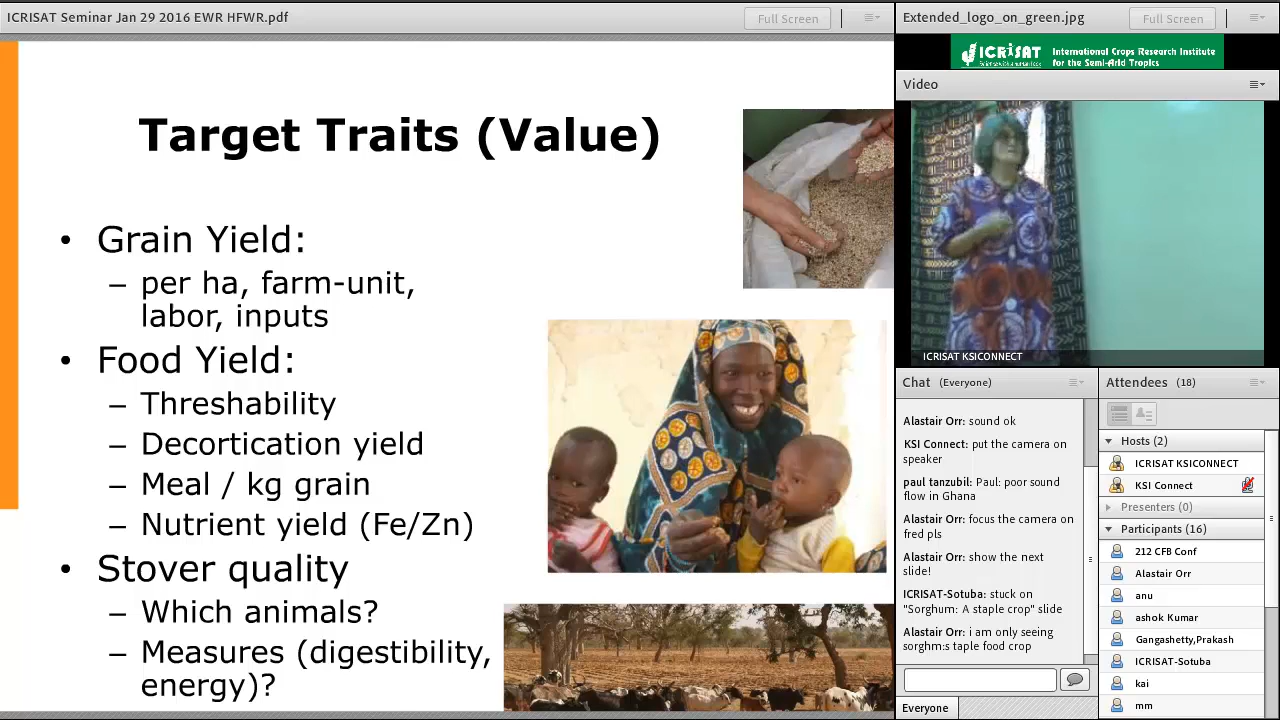 ICRISAT Seminar Jan 29 2016 EWR HFWR.pdf
Full Screen
Target Traits (Value)
• Grain Yield:
– per ha, farm-unit,
labor, inputs
• Food Yield:
– Threshability
– Decortication yield
– Meal / kg grain
– Nutrient yield (Fe/Zn)
• Stover quality
– Which animals?
– Measures (digestibility,
energy)?
Extended_logo_on_green.jpg
Full Screen
ICRISAT
International Crops Research Institute
for the Semi-Arid Tropics
Video
ICRISAT KSICONNECT
Chat (Everyone)
Alastair Orr: sound ok
KSI Connect: put the camera on
speaker
paul tanzubil: Paul: poor sound
flow in Ghana
Alastair Orr: focus the camera on
fred pls
Alastair Orr: show the next
slide!
ICRISAT-Sotuba: stuck on
"Sorghum: A staple crop" slide
Alastair Orr: i am only seeing
sorghm:s taple food crop
Everyone
Attendees (18)
Hosts (2)
ICRISAT KSICONNECT
KSI Connect
Presenters (0)
Participants (16)
212 CFB Conf
Alastair Orr
anu
ashok Kumar
Gangashetty,Prakash
ICRISAT-Sotuba
kai
mm